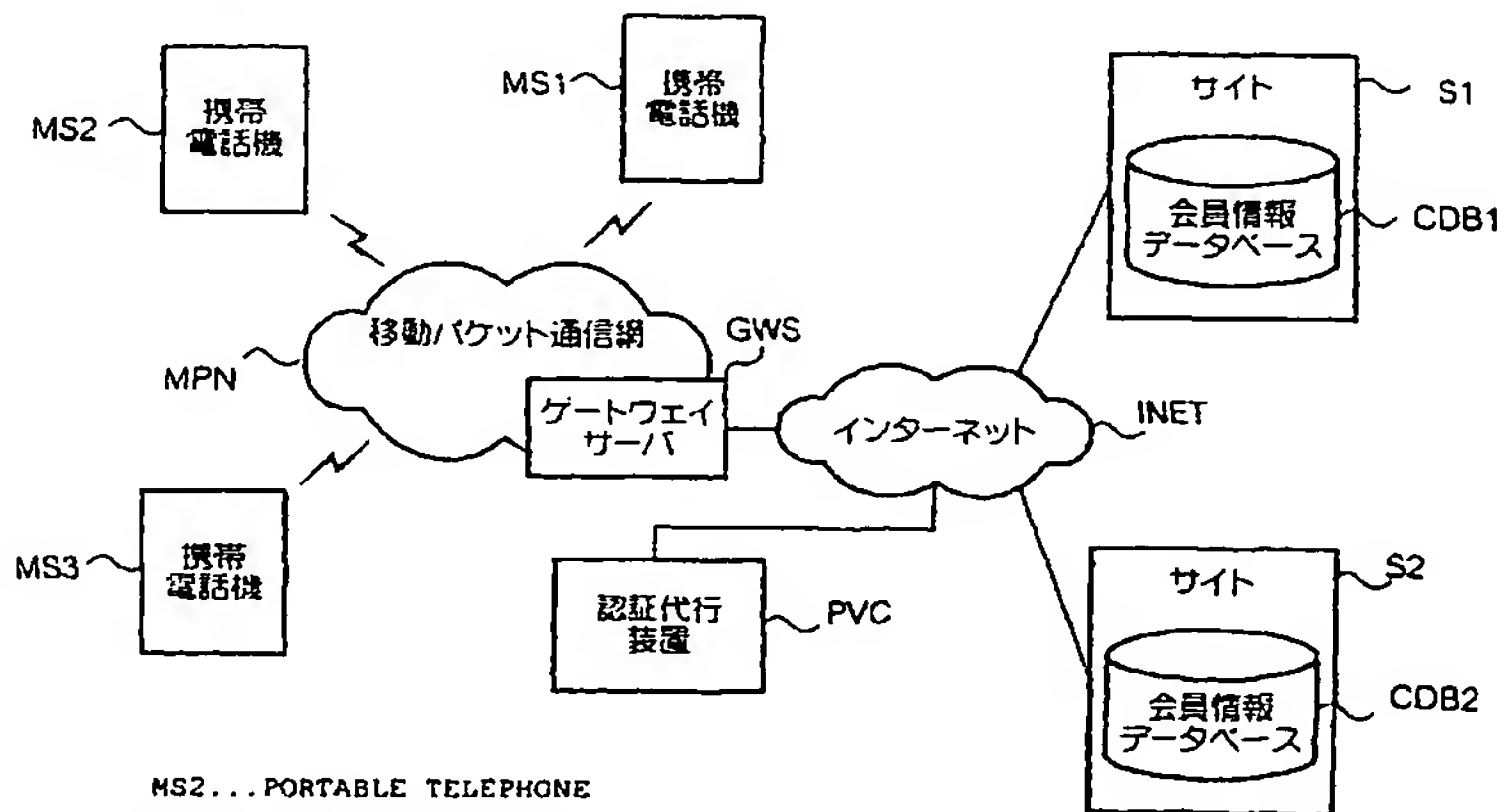 MS2
携帯
電話機
MS1
携帯
電話機
サイト
S1
会員情報
データベース
CDB1
移動パケット通信網
GWS
MPN
ゲートウェイ
サーバ
インターネット
INET
MS3
携帯
電話機
認証代行
装置
PVC
サイト
S2
会員情報
データベース
CDB2
MS2...PORTABLE TELEPHONE